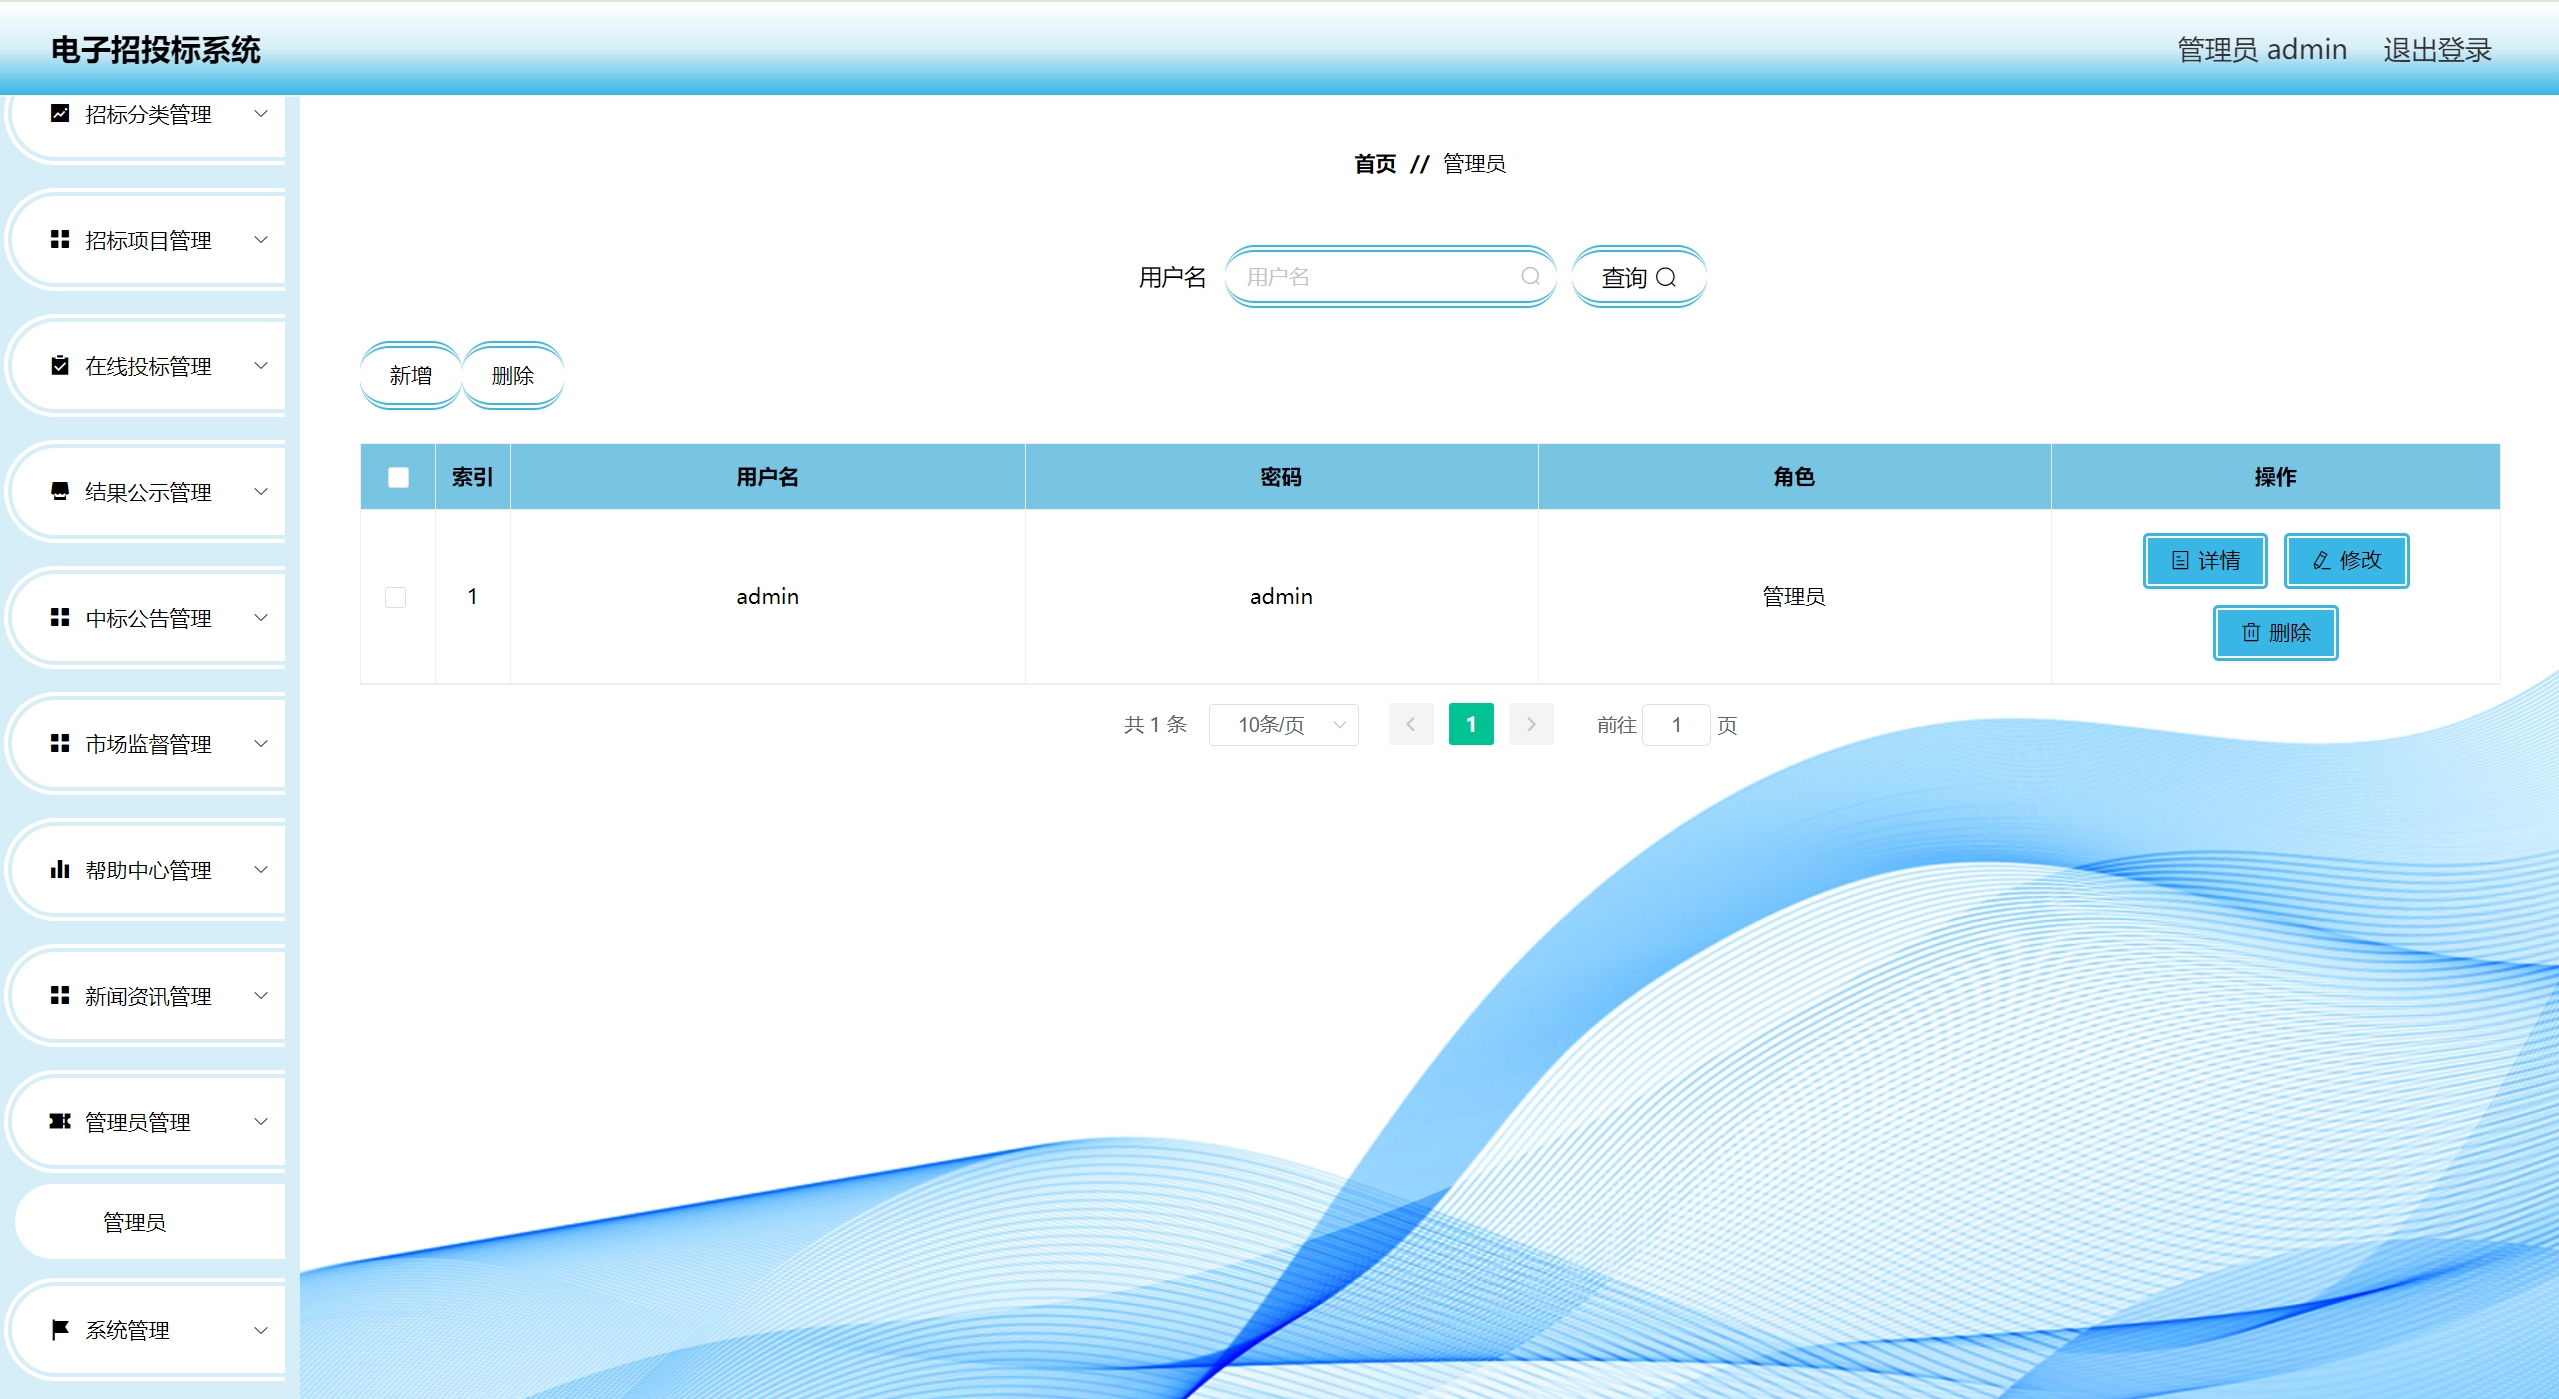 电子招投标系统
管理员 admin 退出登录
招标分类管理
招标项目管理
在线投标管理
结果公示管理
中标公告管理
市场监督管理
帮助中心管理
新闻资讯管理
管理员管理
管理员
系统管理
首页 // 管理员
用户名 用户名 查询
新增 删除
索引 用户名 密码 角色 操作
1 admin admin 管理员 详情 修改
删除
共 1 条 10条/页 1 前往 1 页